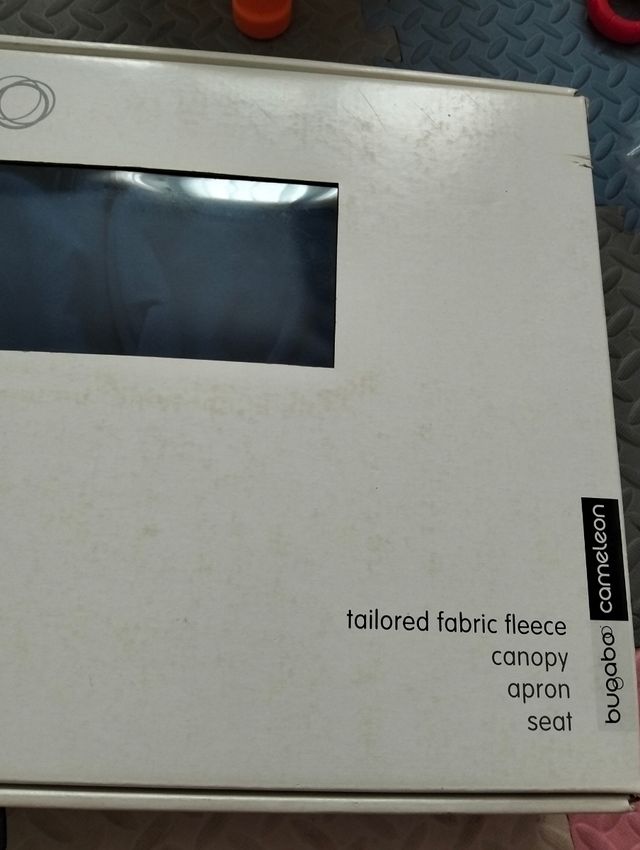 tailored fabric fleece
canopy
apron
seat
bugaboo cameleon